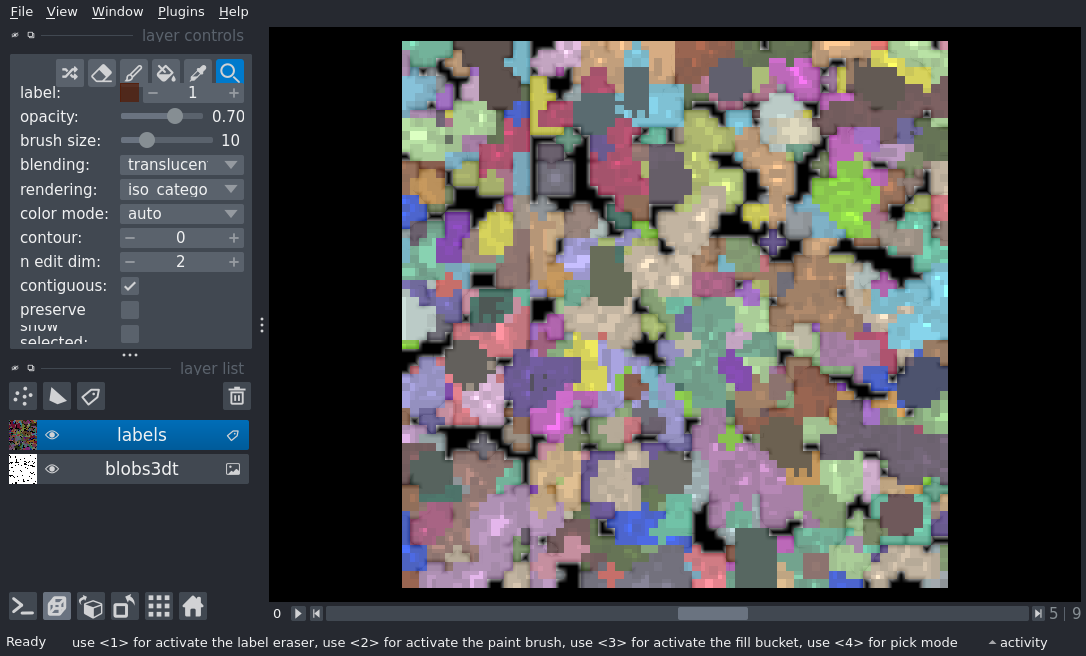 File View Window Plugins Help
layer controls
label: 1
opacity: 0.70
brush size: 10
blending: translucen
rendering: iso_catego
color mode: auto
contour: 0
n edit dim: 2
contiguous:
preserve
show
selected:
layer list
labels
blobs3dt
0 5 | 9
Ready use <1> for activate the label eraser, use <2> for activate the paint brush, use <3> for activate the fill bucket, use <4> for pick mode activity